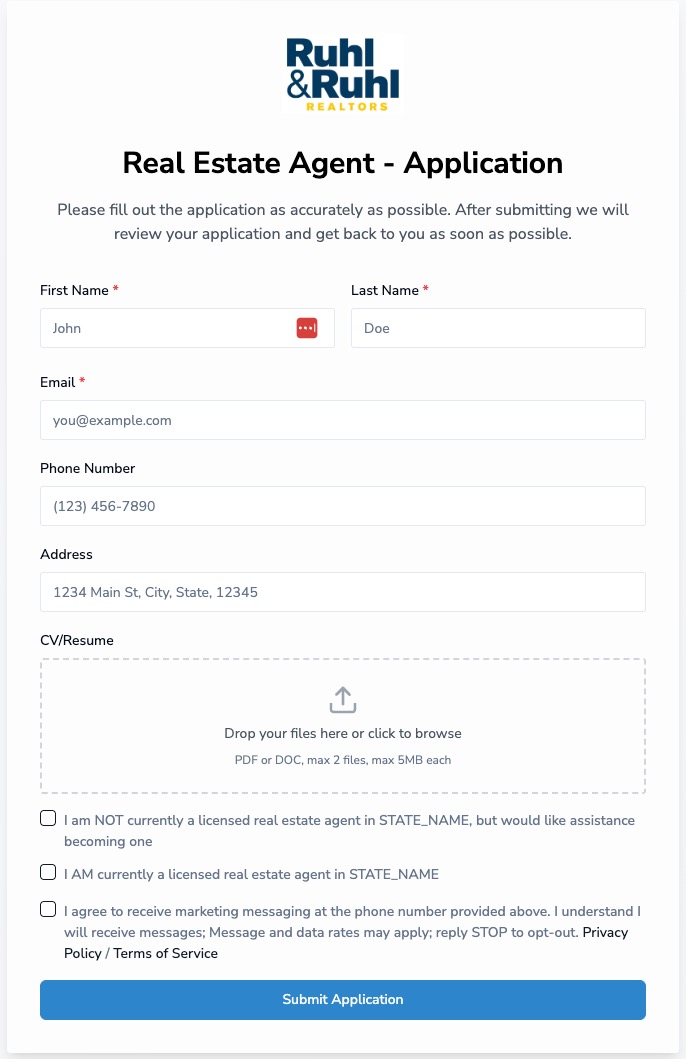 Ruhl
&Ruhl
REALTORS
Real Estate Agent - Application
Please fill out the application as accurately as possible. After submitting we will
review your application and get back to you as soon as possible.
First Name *
Last Name *
John
Doe
Email *
you@example.com
Phone Number
(123) 456-7890
Address
1234 Main St, City, State, 12345
CV/Resume
Drop your files here or click to browse
PDF or DOC, max 2 files, max 5MB each
I am NOT currently a licensed real estate agent in STATE_NAME, but would like assistance
becoming one
I AM currently a licensed real estate agent in STATE_NAME
I agree to receive marketing messaging at the phone number provided above. I understand I
will receive messages; Message and data rates may apply; reply STOP to opt-out. Privacy
Policy / Terms of Service
Submit Application